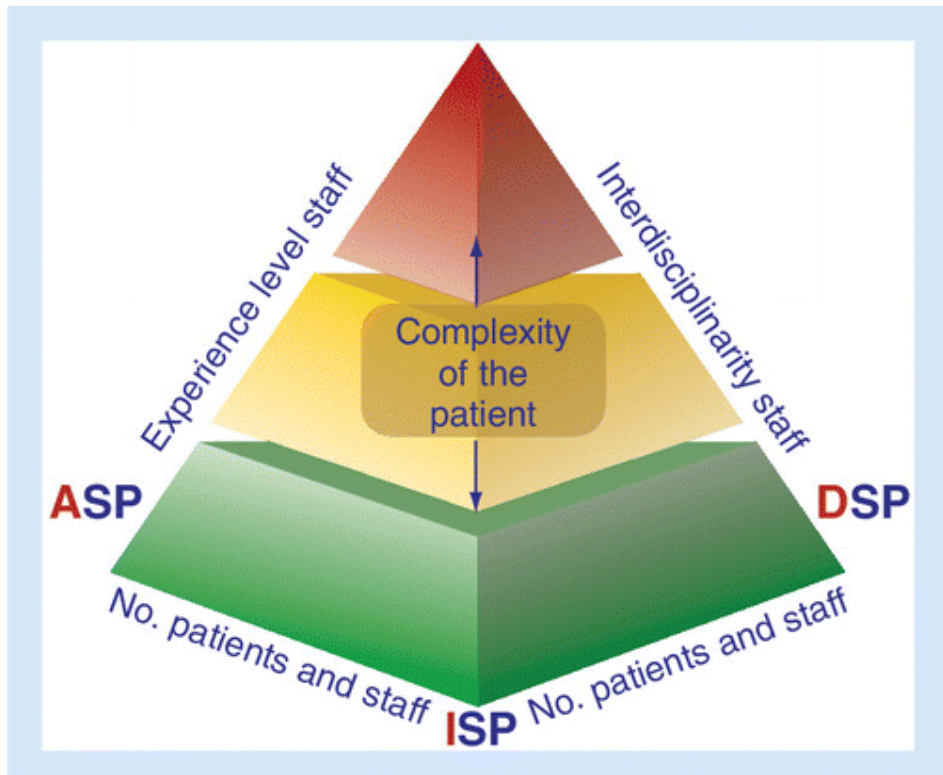 Experience level staff
Interdisciplinarity staff
Complexity
of the
patient
ASP
DSP
No. patients and staff
No. patients and staff
ISP